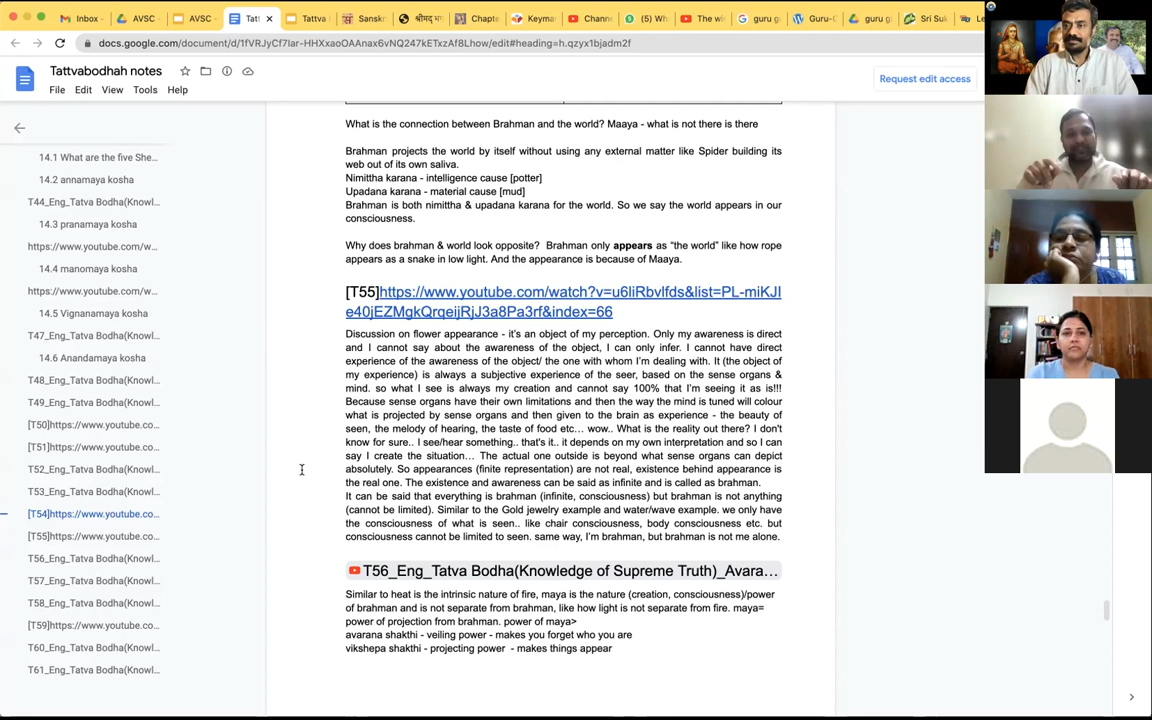 Inbox
AVSC
AVSC
Tatt
Tattva
Sanskr
श्रीमद् भ
Chapte
Keyma
Chann
(5) Wh
The wi
guru g
Guru-C
guru gi
Sri Suk
Le
docs.google.com/document/d/1fVRJyCf7Iar-HHXxaoOAAnax6vNQ247kETxzAf8Lhow/edit#heading=h.qzyx1bjadm2f
Tattvabodhah notes
File Edit View Tools Help
Request edit access
14.1 What are the five She...
14.2 annamaya kosha
T44_Eng_Tatva Bodha(Knowl...
14.3 pranamaya kosha
https://www.youtube.com/w...
14.4 manomaya kosha
https://www.youtube.com/w...
14.5 Vignanamaya kosha
T47_Eng_Tatva Bodha(Knowl...
14.6 Anandamaya kosha
T48_Eng_Tatva Bodha(Knowl...
T49_Eng_Tatva Bodha(Knowl...
[T50]https://www.youtube.co...
[T51]https://www.youtube.co...
T52_Eng_Tatva Bodha(Knowl...
T53_Eng_Tatva Bodha(Knowl...
[T54]https://www.youtube.co...
[T55]https://www.youtube.co...
T56_Eng_Tatva Bodha(Knowl...
T57_Eng_Tatva Bodha(Knowl...
T58_Eng_Tatva Bodha(Knowl...
[T59]https://www.youtube.co...
T60_Eng_Tatva Bodha(Knowl...
T61_Eng_Tatva Bodha(Knowl...
What is the connection between Brahman and the world? Maaya - what is not there is there
Brahman projects the world by itself without using any external matter like Spider building its
web out of its own saliva.
Nimittha karana - intelligence cause [potter]
Upadana karana - material cause [mud]
Brahman is both nimittha & upadana karana for the world. So we say the world appears in our
consciousness.
Why does brahman & world look opposite? Brahman only appears as “the world” like how rope
appears as a snake in low light. And the appearance is because of Maaya.
[T55]https://www.youtube.com/watch?v=u6liRbvlfds&list=PL-miKJI
e40jEZMgkQrqeijRjJ3a8Pa3rf&index=66
Discussion on flower appearance - it’s an object of my perception. Only my awareness is direct
and I cannot say about the awareness of the object, I can only infer. I cannot have direct
experience of the awareness of the object/ the one with whom I’m dealing with. It (the object of
my experience) is always a subjective experience of the seer, based on the sense organs &
mind. so what I see is always my creation and cannot say 100% that I’m seeing it as is!!!
Because sense organs have their own limitations and then the way the mind is tuned will colour
what is projected by sense organs and then given to the brain as experience - the beauty of
seen, the melody of hearing, the taste of food etc… wow.. What is the reality out there? I don't
know for sure.. I see/hear something.. that's it.. it depends on my own interpretation and so I can
say I create the situation… The actual one outside is beyond what sense organs can depict
absolutely. So appearances (finite representation) are not real, existence behind appearance is
the real one. The existence and awareness can be said as infinite and is called as brahman.
It can be said that everything is brahman (infinite, consciousness) but brahman is not anything
(cannot be limited). Similar to the Gold jewelry example and water/wave example. we only have
the consciousness of what is seen.. like chair consciousness, body consciousness etc. but
consciousness cannot be limited to seen. same way, I’m brahman, but brahman is not me alone.
T56_Eng_Tatva Bodha(Knowledge of Supreme Truth)_Avara...
Similar to heat is the intrinsic nature of fire, maya is the nature (creation, consciousness)/power
of brahman and is not separate from brahman, like how light is not separate from fire. maya=
power of projection from brahman. power of maya>
avarana shakthi - veiling power - makes you forget who you are
vikshepa shakthi - projecting power - makes things appear